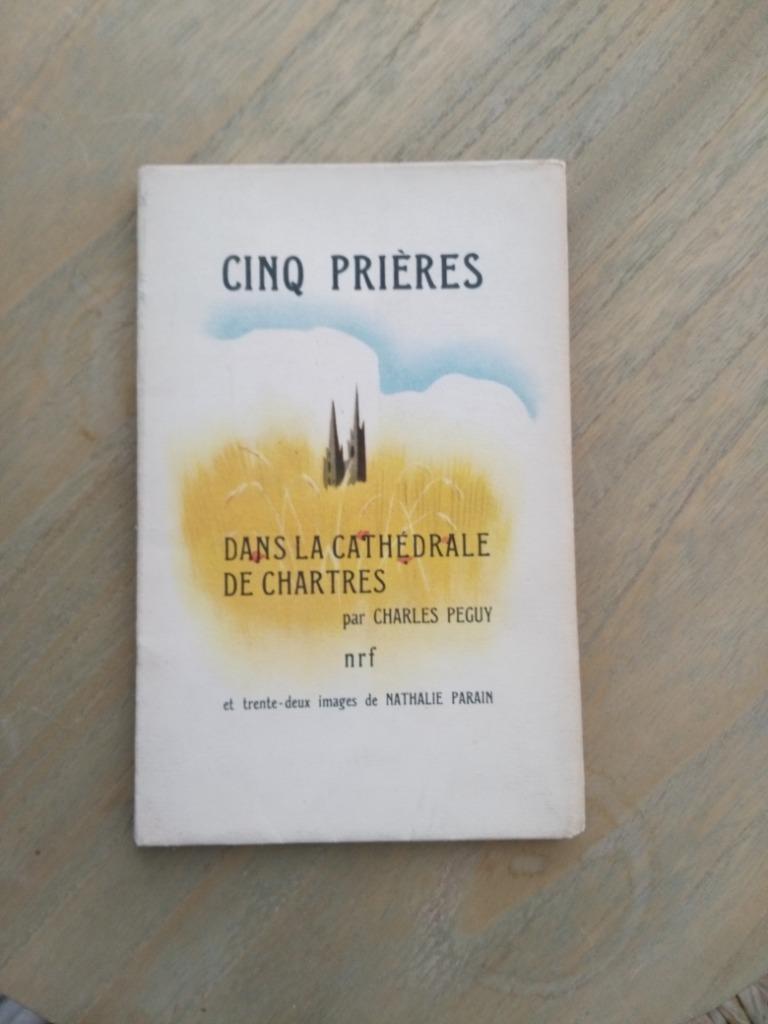 CINQ PRIÈRES
DANS LA CATHÉDRALE
DE CHARTRES
par CHARLES PEGUY
nrf
et trente-deux images de NATHALIE PARAIN